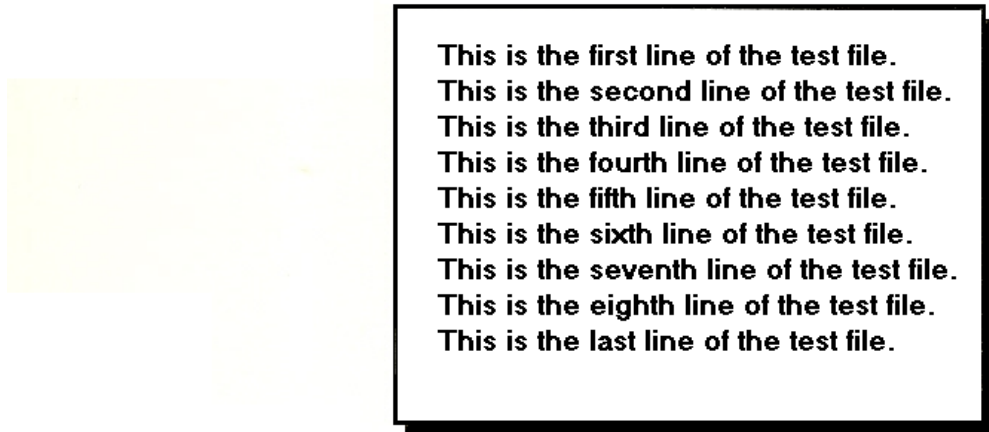 This is the first line of the test file.
This is the second line of the test file.
This is the third line of the test file.
This is the fourth line of the test file.
This is the fifth line of the test file.
This is the sixth line of the test file.
This is the seventh line of the test file.
This is the eighth line of the test file.
This is the last line of the test file.